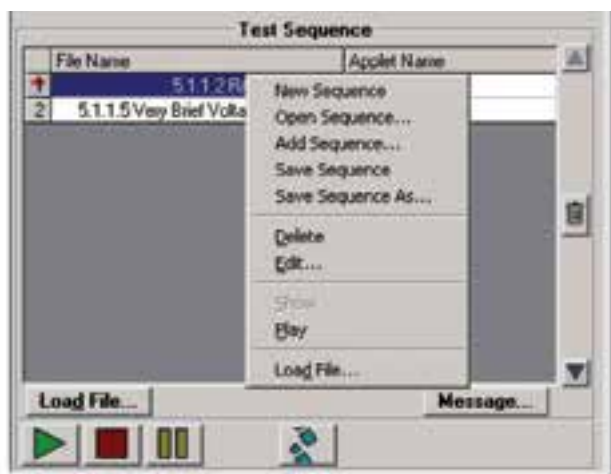 Test Sequence
File Name Applet Name
5.1.1.2
2 5.1.1.5 Very Brief Volta
New Sequence
Open Sequence...
Add Sequence...
Save Sequence
Save Sequence As...
Delete
Edit...
Show
Play
Load File...
Load File... Message...